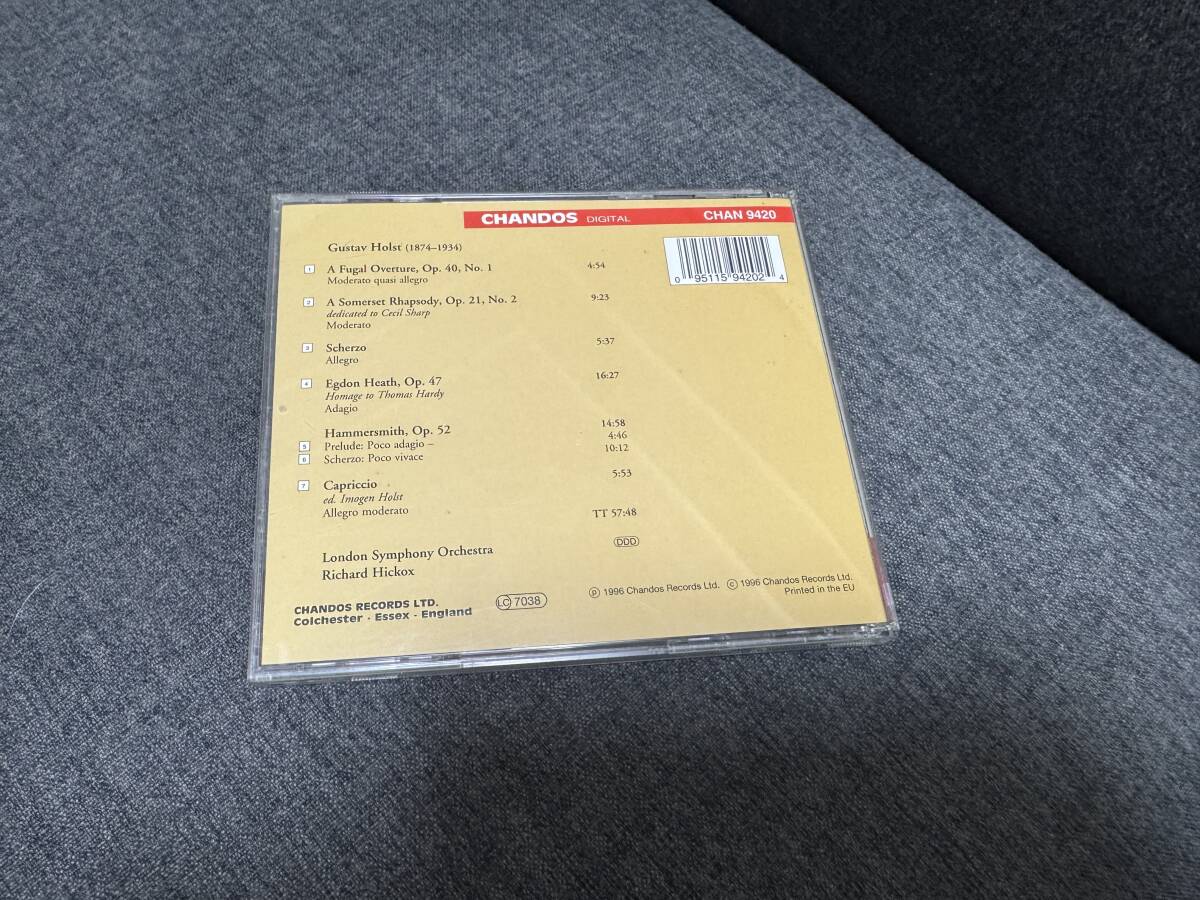 CHANDOS DIGITAL CHAN 9420
Gustav Holst (1874–1934)
1 A Fugal Overture, Op. 40, No. 1 4:54
Moderato quasi allegro
2 A Somerset Rhapsody, Op. 21, No. 2 9:23
dedicated to Cecil Sharp
Moderato
3 Scherzo 5:37
Allegro
4 Egdon Heath, Op. 47 16:27
Homage to Thomas Hardy
Adagio
Hammersmith, Op. 52 14:58
5 Prelude: Poco adagio – 4:46
6 Scherzo: Poco vivace 10:12
7 Capriccio 5:53
ed. Imogen Holst
Allegro moderato
TT 57:48
0 95115 94202 4
London Symphony Orchestra
Richard Hickox
DDD
CHANDOS RECORDS LTD.
Colchester · Essex · England
LC 7038
℗ 1996 Chandos Records Ltd. © 1996 Chandos Records Ltd.
Printed in the EU